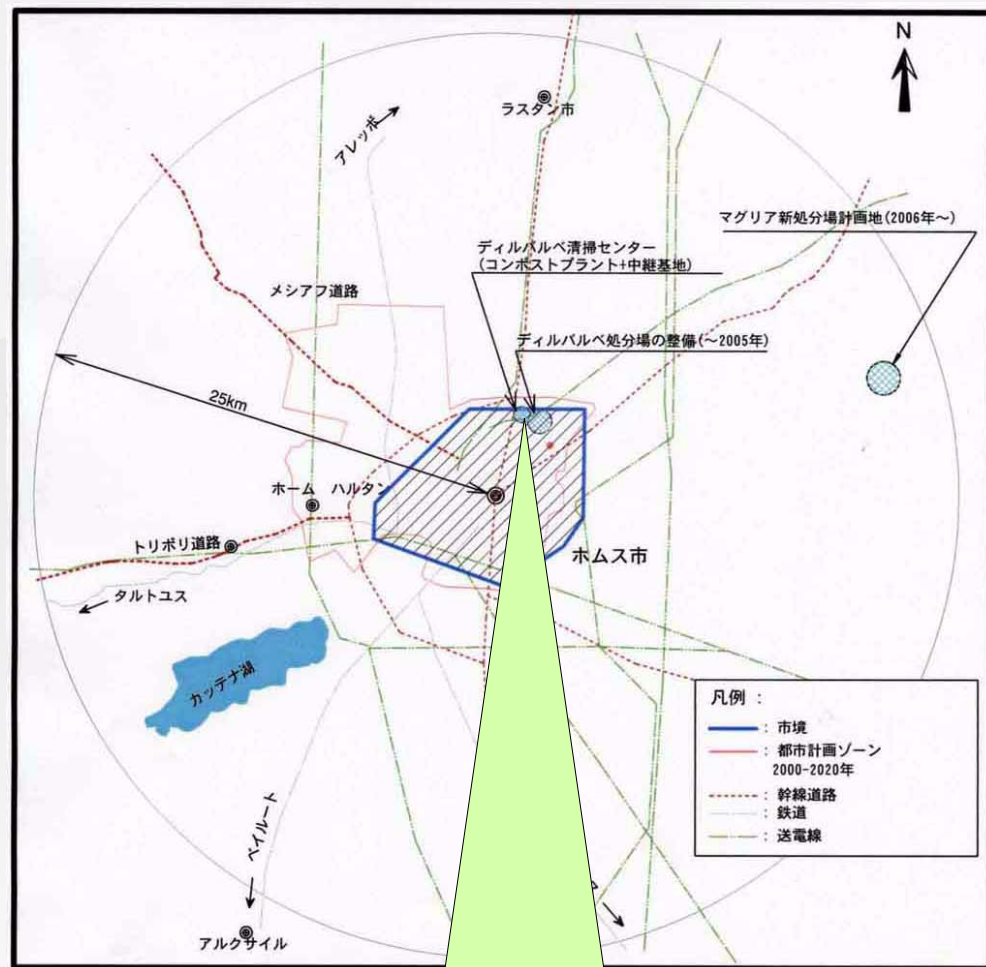 N
ラスタン市
アレッポ
マグリア新処分場計画地(2006年～)
ディルバルベ清掃センター
(コンポストプラント+中継基地)
メシアフ道路
ディルバルベ処分場の整備(～2005年)
25km
ホーム ハルタン
トリポリ道路
ホムス市
タルトユス
カッテナ湖
凡例 :
: 市境
: 都市計画ゾーン
2000-2020年
: 幹線道路
: 鉄道
: 送電線
ベイルート
アルクサイル